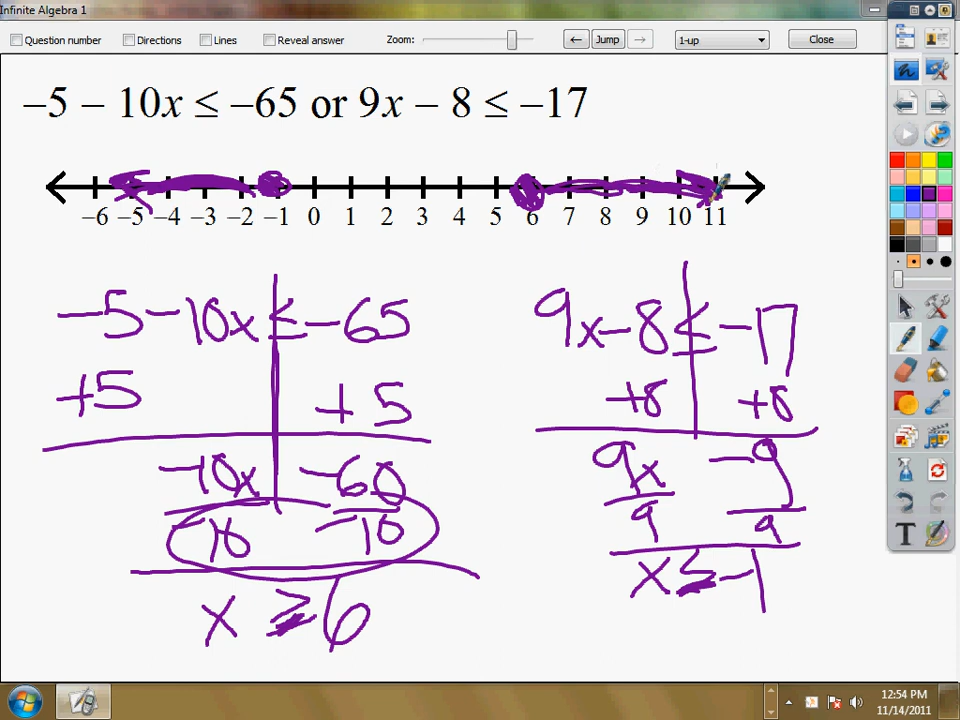 Infinite Algebra 1
Question number Directions Lines Reveal answer Zoom: ← Jump → 1-up Close
−5 − 10x ≤ −65 or 9x − 8 ≤ −17
−6 −5 −4 −3 −2 −1 0 1 2 3 4 5 6 7 8 9 10 11
−5−10x ≤ −65
+5 +5
−10x −60
−10 −10
x ≥ 6
9x−8 ≤ −17
+8 +8
9x −9
9 9
x ≤ −1
T
12:54 PM
11/14/2011